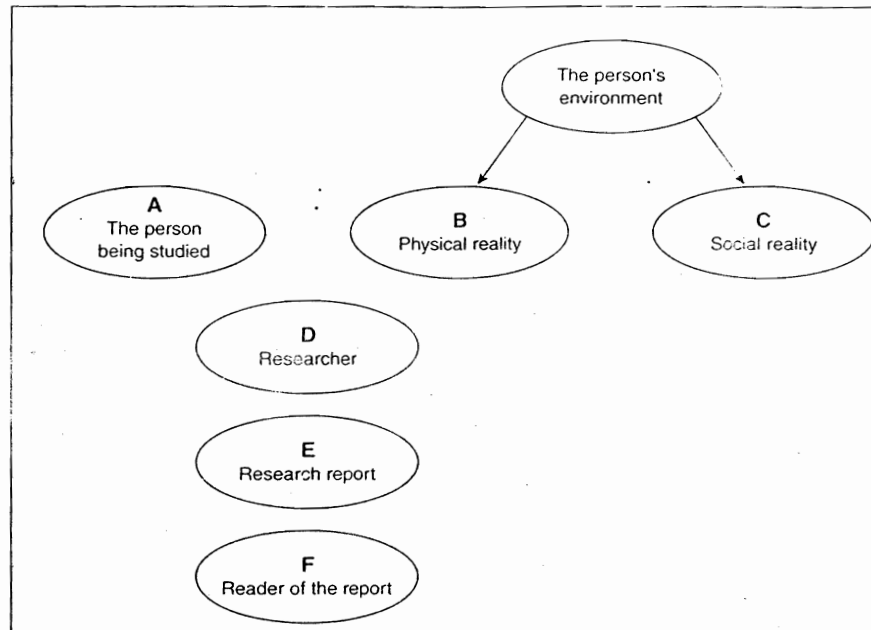 The person's
environment
A
The person
being studied
B
Physical reality
C
Social reality
D
Researcher
E
Research report
F
Reader of the report